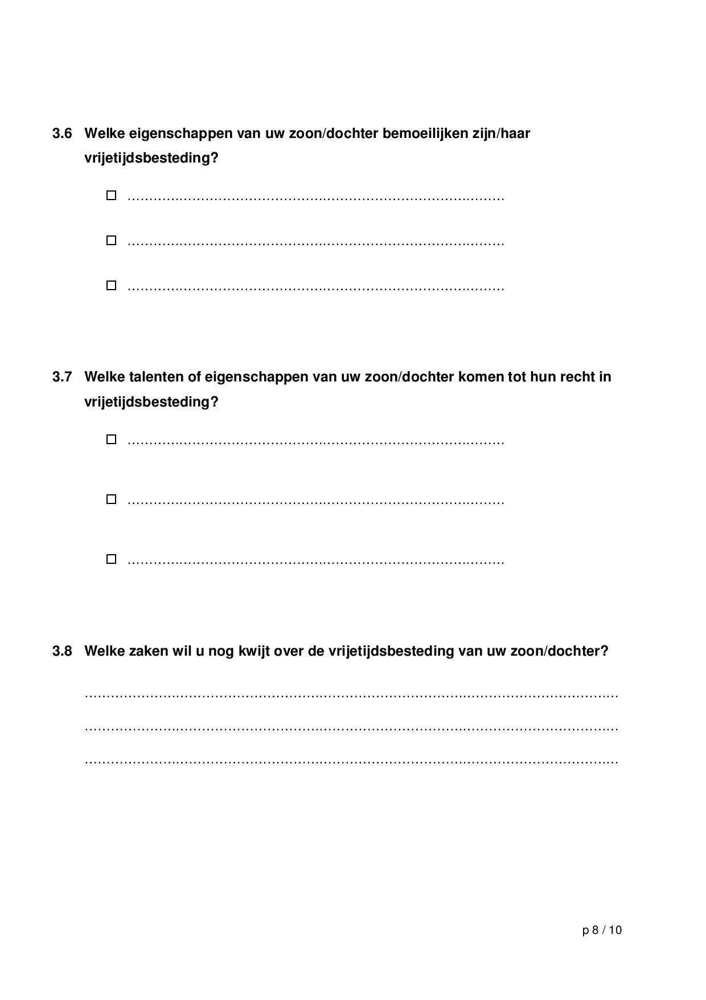 3.6 Welke eigenschappen van uw zoon/dochter bemoeilijken zijn/haar
vrijetijdsbesteding?
□ ………………………………………………………………………………
□ ………………………………………………………………………………
□ ………………………………………………………………………………
3.7 Welke talenten of eigenschappen van uw zoon/dochter komen tot hun recht in
vrijetijdsbesteding?
□ ………………………………………………………………………………
□ ………………………………………………………………………………
□ ………………………………………………………………………………
3.8 Welke zaken wil u nog kwijt over de vrijetijdsbesteding van uw zoon/dochter?
……………………………………………………………………………………………………………
……………………………………………………………………………………………………………
……………………………………………………………………………………………………………
p 8 / 10